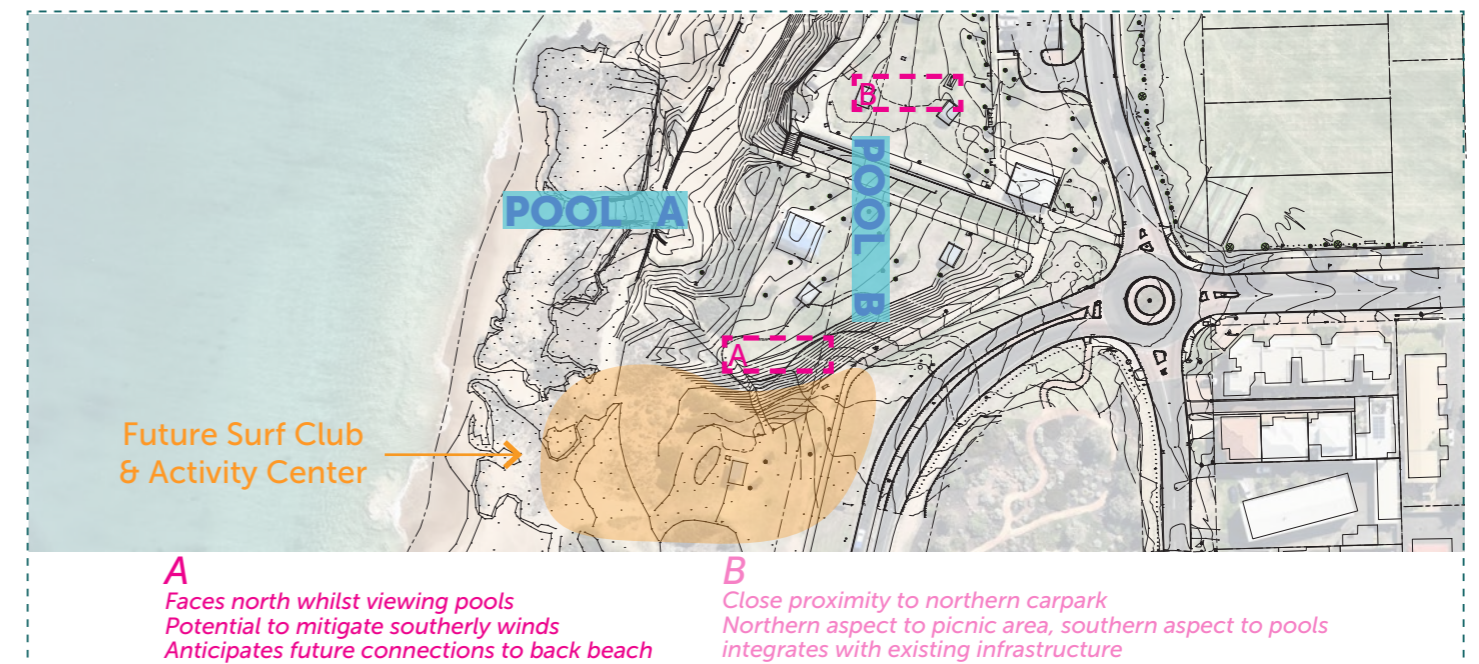 B
POOL A
POOL B
A
Future Surf Club
& Activity Center
A
Faces north whilst viewing pools
Potential to mitigate southerly winds
Anticipates future connections to back beach
B
Close proximity to northern carpark
Northern aspect to picnic area, southern aspect to pools
integrates with existing infrastructure